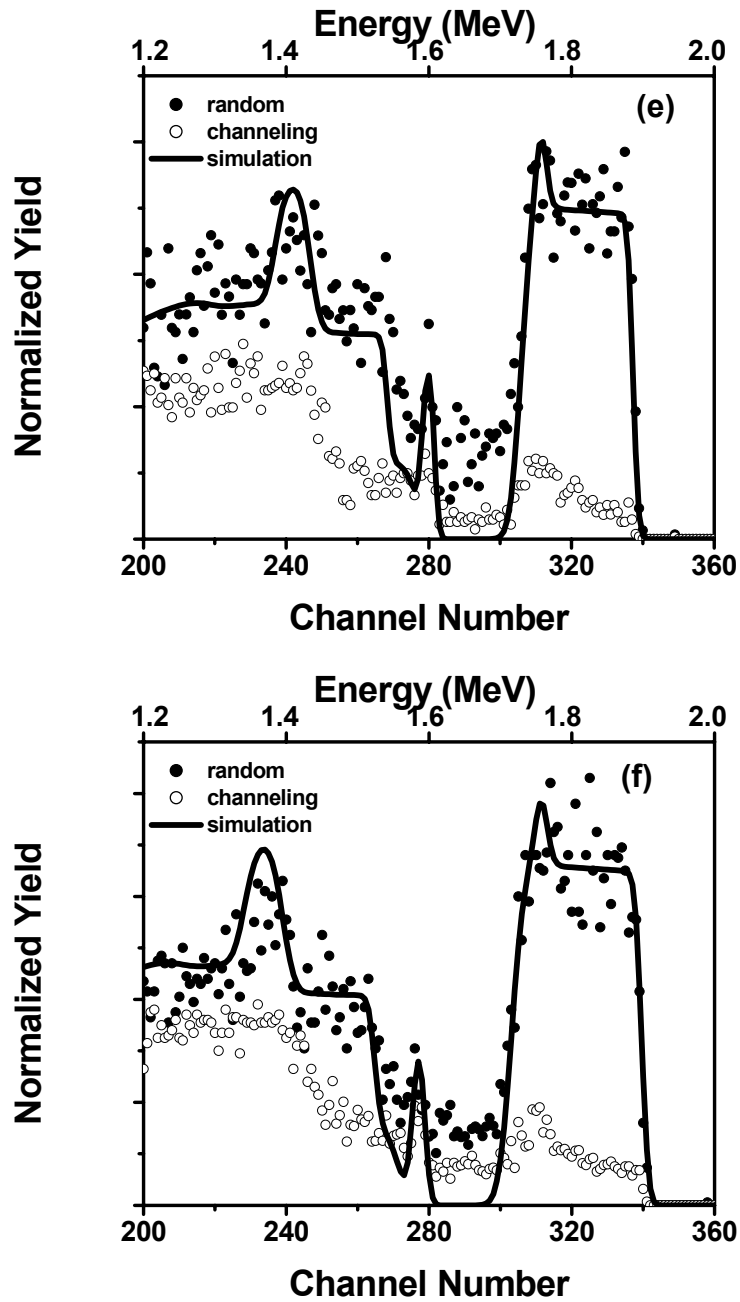 Energy (MeV)
1.2 1.4 1.6 1.8 2.0
random
channeling
simulation
(e)
Normalized Yield
200 240 280 320 360
Channel Number
Energy (MeV)
1.2 1.4 1.6 1.8 2.0
random
channeling
simulation
(f)
Normalized Yield
200 240 280 320 360
Channel Number